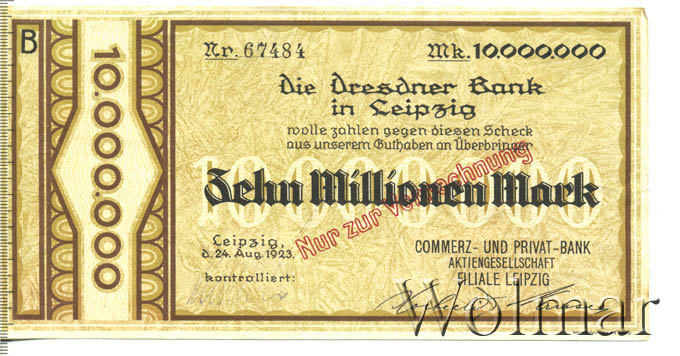 B
10.000.000
Nr. 67484 Mk. 10.000.000
Die Dresdner Bank
in Leipzig
wolle zahlen gegen diesen Scheck
aus unserem Guthaben an Überbringer
10000000
Zehn Millionen Mark
Nur zur Verrechnung
Leipzig,
d. 24. Aug. 1923.
kontrolliert:
COMMERZ- UND PRIVAT-BANK
AKTIENGESELLSCHAFT
FILIALE LEIPZIG
Wolmar